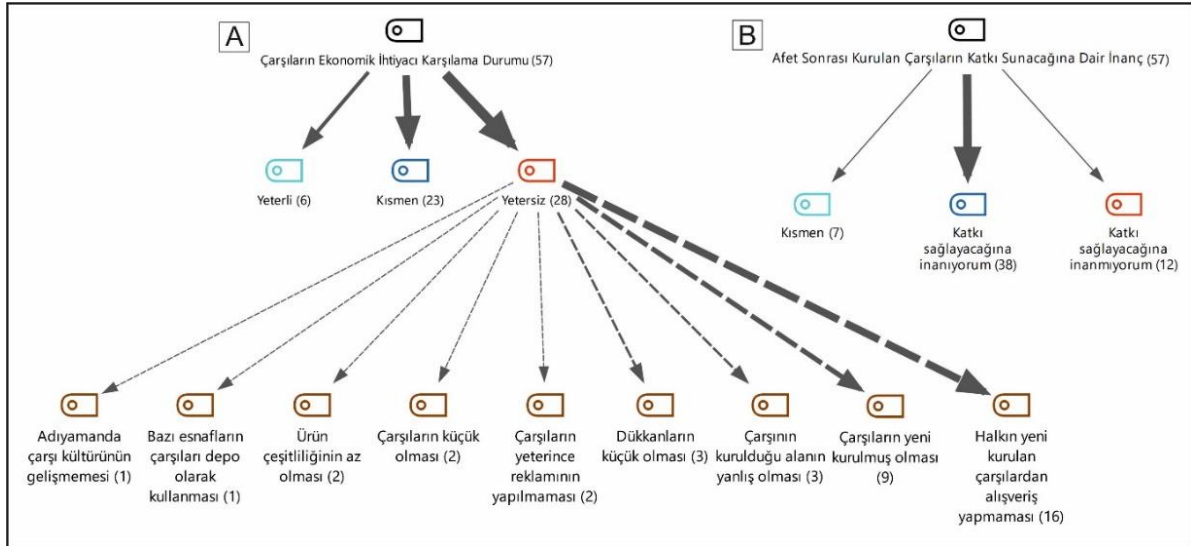 A
Çarşıların Ekonomik İhtiyacı Karşılama Durumu (57)
Yeterli (6)
Kısmen (23)
Yetersiz (28)
Adıyamanda
çarşı kültürünün
gelişmemesi (1)
Bazı esnafların
çarşıları depo
olarak
kullanması (1)
Ürün
çeşitliliğinin az
olması (2)
Çarşıların küçük
olması (2)
Çarşıların
yeterince
reklamının
yapılmaması (2)
Dükkanların
küçük olması (3)
Çarşının
kurulduğu alanın
yanlış olması (3)
Çarşıların yeni
kurulmuş olması
(9)
Halkın yeni
kurulan
çarşılardan
alışveriş
yapmaması (16)
B
Afet Sonrası Kurulan Çarşıların Katkı Sunacağına Dair İnanç (57)
Kısmen (7)
Katkı
sağlayacağına
inanıyorum (38)
Katkı
sağlayacağına
inanmıyorum (12)